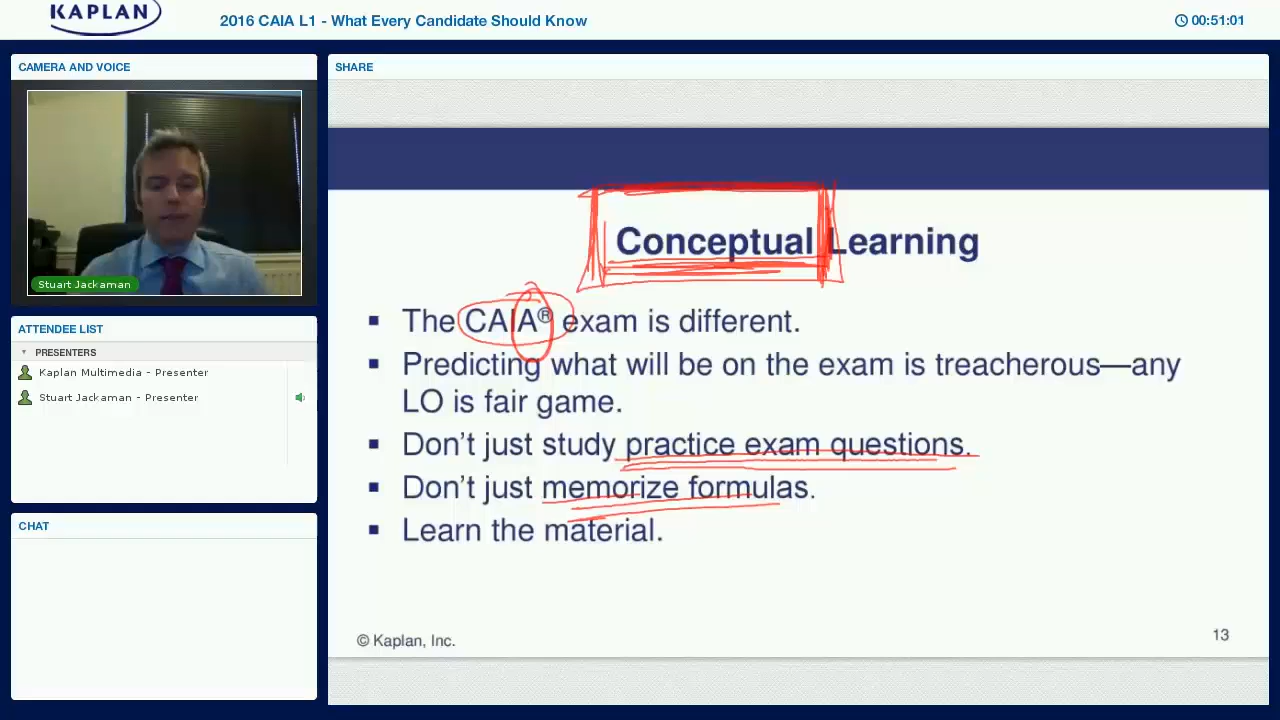 KAPLAN
2016 CAIA L1 - What Every Candidate Should Know
00:51:01
CAMERA AND VOICE
Stuart Jackaman
ATTENDEE LIST
PRESENTERS
Kaplan Multimedia - Presenter
Stuart Jackaman - Presenter
CHAT
SHARE
Conceptual Learning
▪ The CAIA® exam is different.
▪ Predicting what will be on the exam is treacherous—any
LO is fair game.
▪ Don't just study practice exam questions.
▪ Don't just memorize formulas.
▪ Learn the material.
© Kaplan, Inc.
13